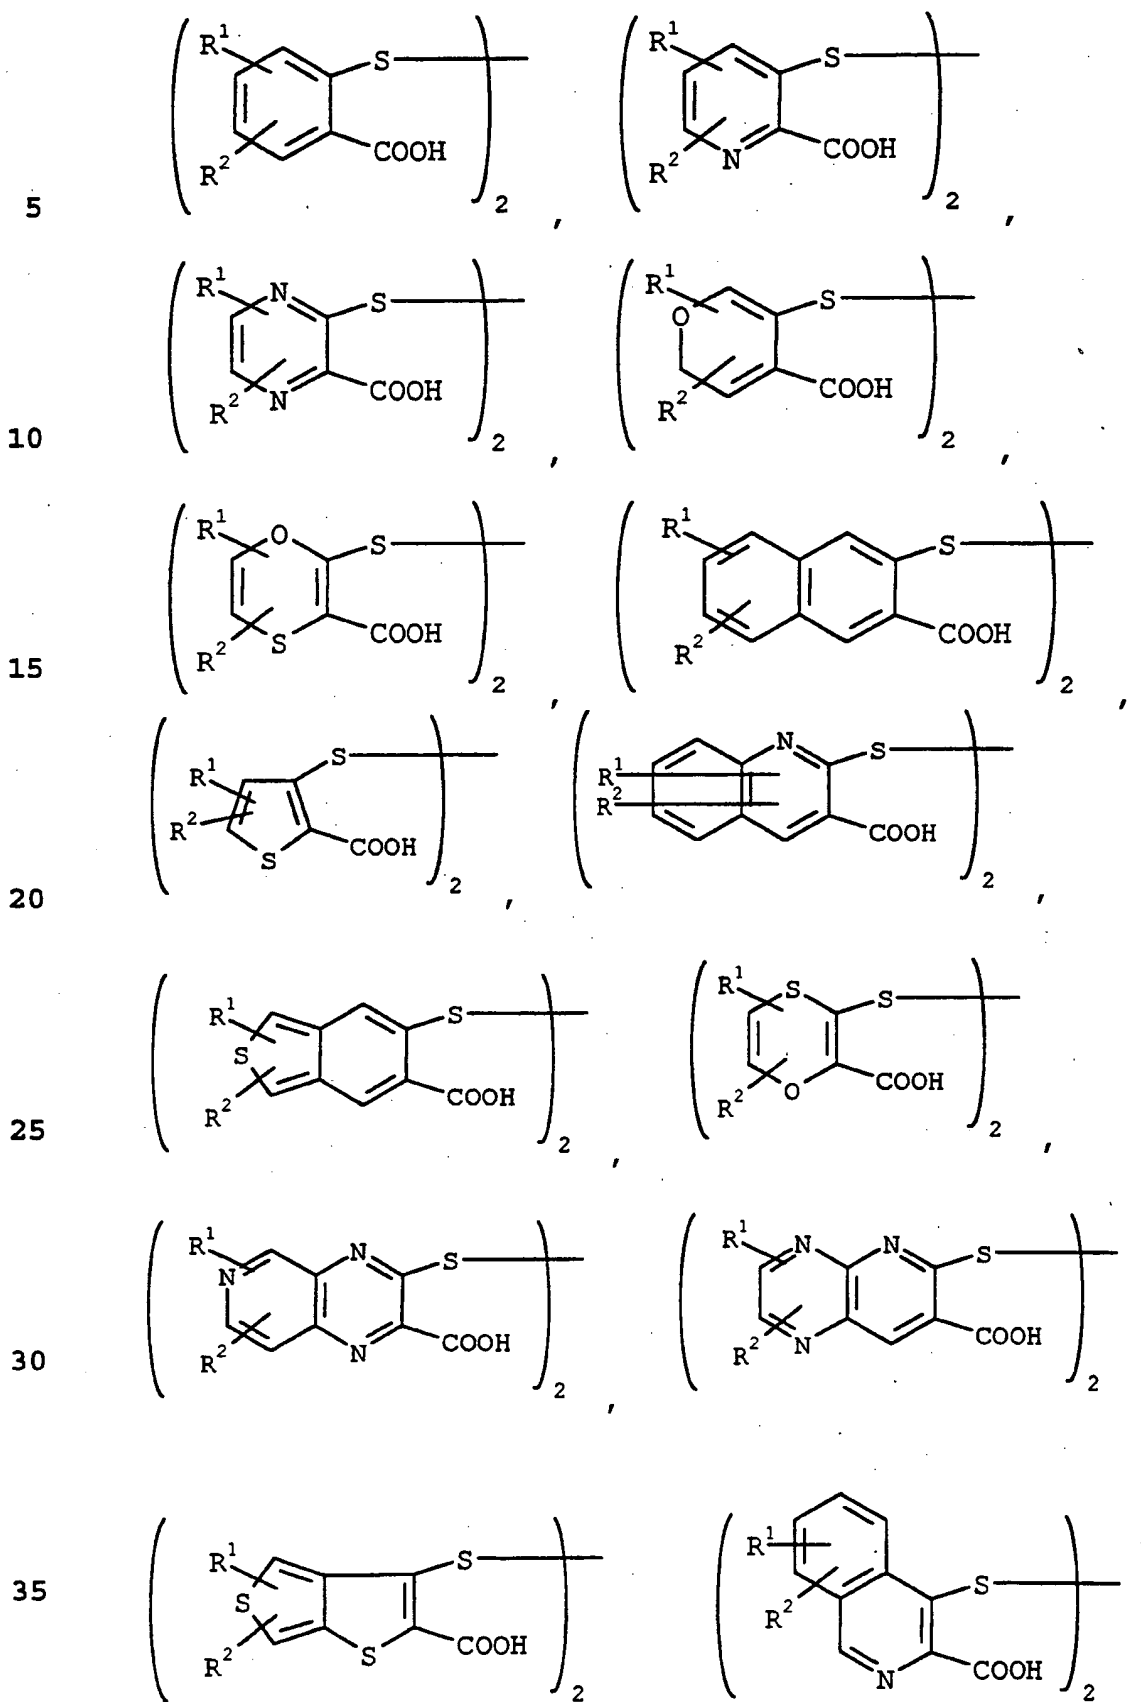 R1 S R1 S
R2 COOH R2 N COOH
5 2 , 2 ,
R1 N S R1 O S
R2 N COOH R2 COOH
10 2 , 2 ,
R1 O S R1 S
R2 S COOH R2 COOH
15 2 , 2 ,
R1 S R1 N S
R2 S COOH R2 COOH
20 2 , 2 ,
R1 S S R1 S S
R2 COOH R2 O COOH
25 2 , 2 ,
R1 N N S R1 N N S
R2 N COOH R2 N COOH
30 2 , 2
R1 S S R1 S
35 R2 S COOH R2 N COOH
2 2